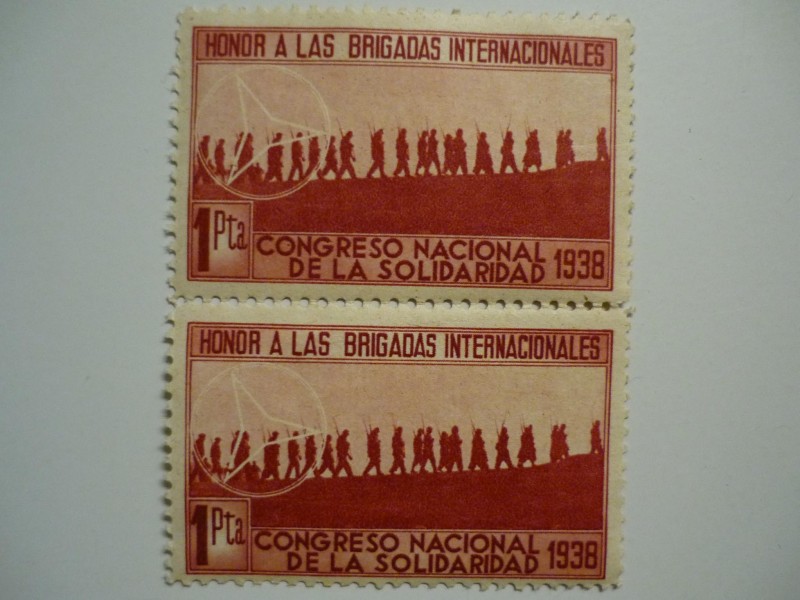 HONOR A LAS BRIGADAS INTERNACIONALES
1 Pta
CONGRESO NACIONAL
DE LA SOLIDARIDAD 1938
HONOR A LAS BRIGADAS INTERNACIONALES
1 Pta
CONGRESO NACIONAL
DE LA SOLIDARIDAD 1938